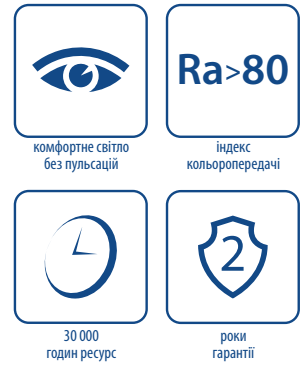 Ra>80
комфортне світло
без пульсацій
індекс
кольоропередачі
2
30 000
годин ресурс
роки
гарантії